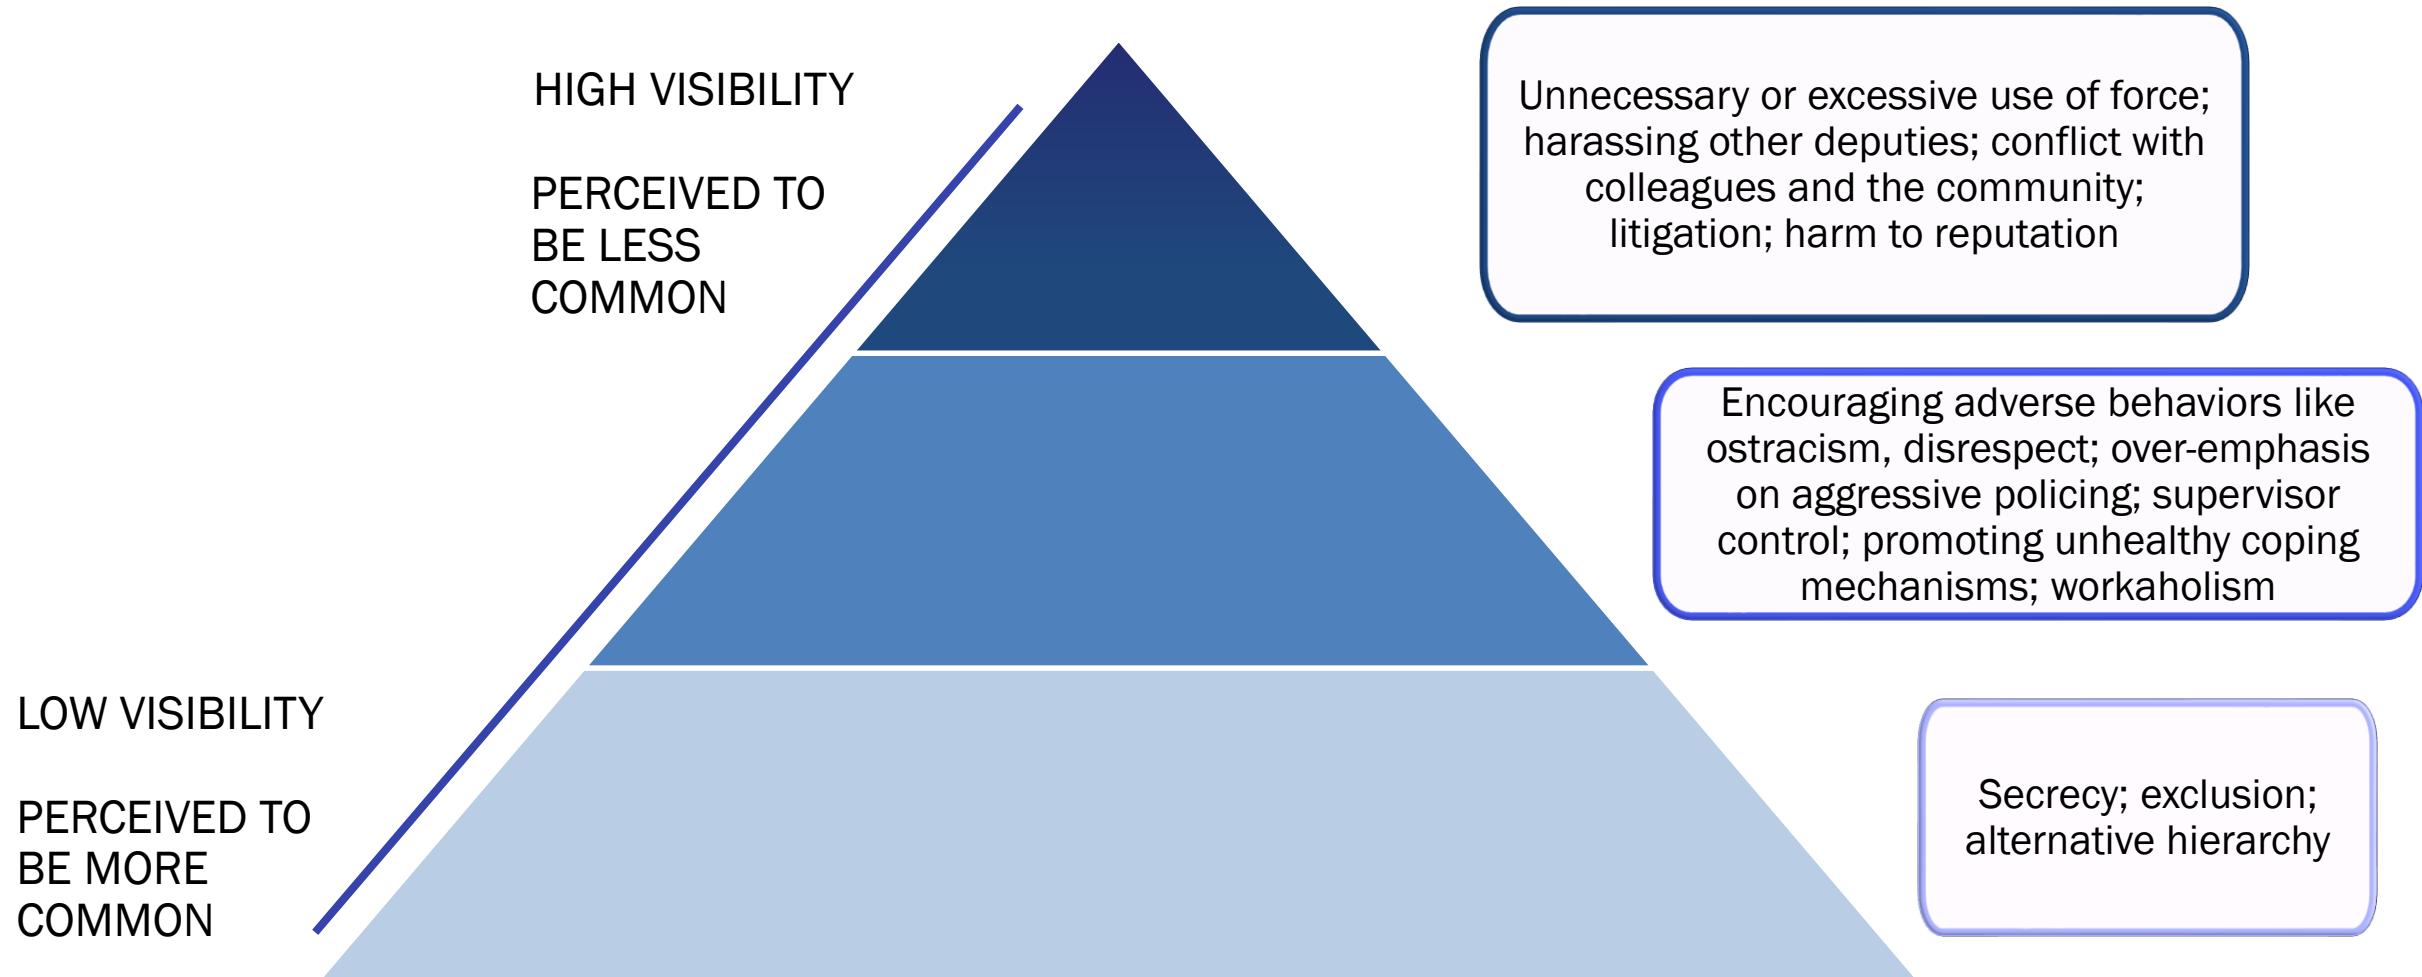 HIGH VISIBILITY
PERCEIVED TO
BE LESS
COMMON
Unnecessary or excessive use of force;
harassing other deputies; conflict with
colleagues and the community;
litigation; harm to reputation
Encouraging adverse behaviors like
ostracism, disrespect; over-emphasis
on aggressive policing; supervisor
control; promoting unhealthy coping
mechanisms; workaholism
LOW VISIBILITY
PERCEIVED TO
BE MORE
COMMON
Secrecy; exclusion;
alternative hierarchy